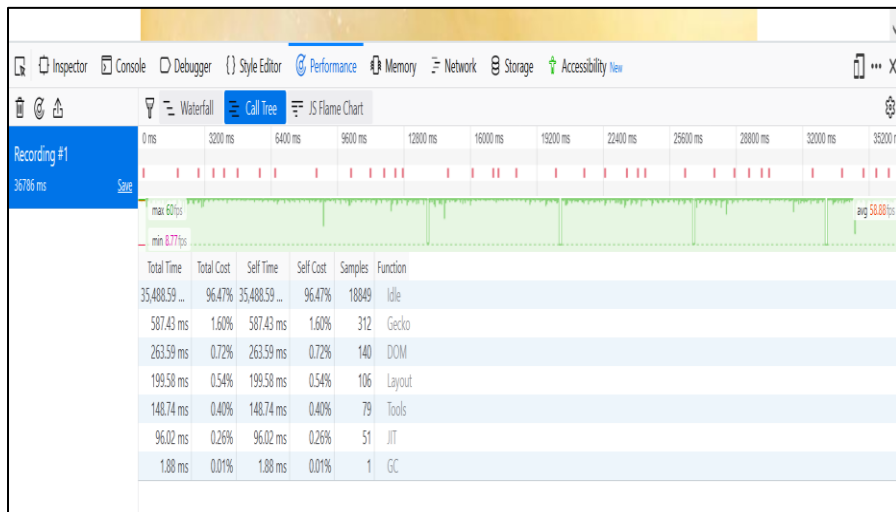 Inspector Console Debugger {} Style Editor Performance Memory Network Storage Accessibility New
Waterfall Call Tree JS Flame Chart
Recording #1
36786 ms Save
0 ms 3200 ms 6400 ms 9600 ms 12800 ms 16000 ms 19200 ms 22400 ms 25600 ms 28800 ms 32000 ms 35200 m
max 60fps avg 58.88fps
min 8.77fps
Total Time Total Cost Self Time Self Cost Samples Function
35,488.59 ... 96.47% 35,488.59 ... 96.47% 18849 Idle
587.43 ms 1.60% 587.43 ms 1.60% 312 Gecko
263.59 ms 0.72% 263.59 ms 0.72% 140 DOM
199.58 ms 0.54% 199.58 ms 0.54% 106 Layout
148.74 ms 0.40% 148.74 ms 0.40% 79 Tools
96.02 ms 0.26% 96.02 ms 0.26% 51 JIT
1.88 ms 0.01% 1.88 ms 0.01% 1 GC